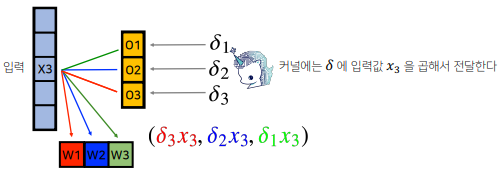 O1
δ₁
입력
X3
O2
δ₂
커널에는 δ 에 입력값 x₃ 을 곱해서 전달한다
O3
δ₃
(δ₃x₃, δ₂x₃, δ₁x₃)
W1 W2 W3